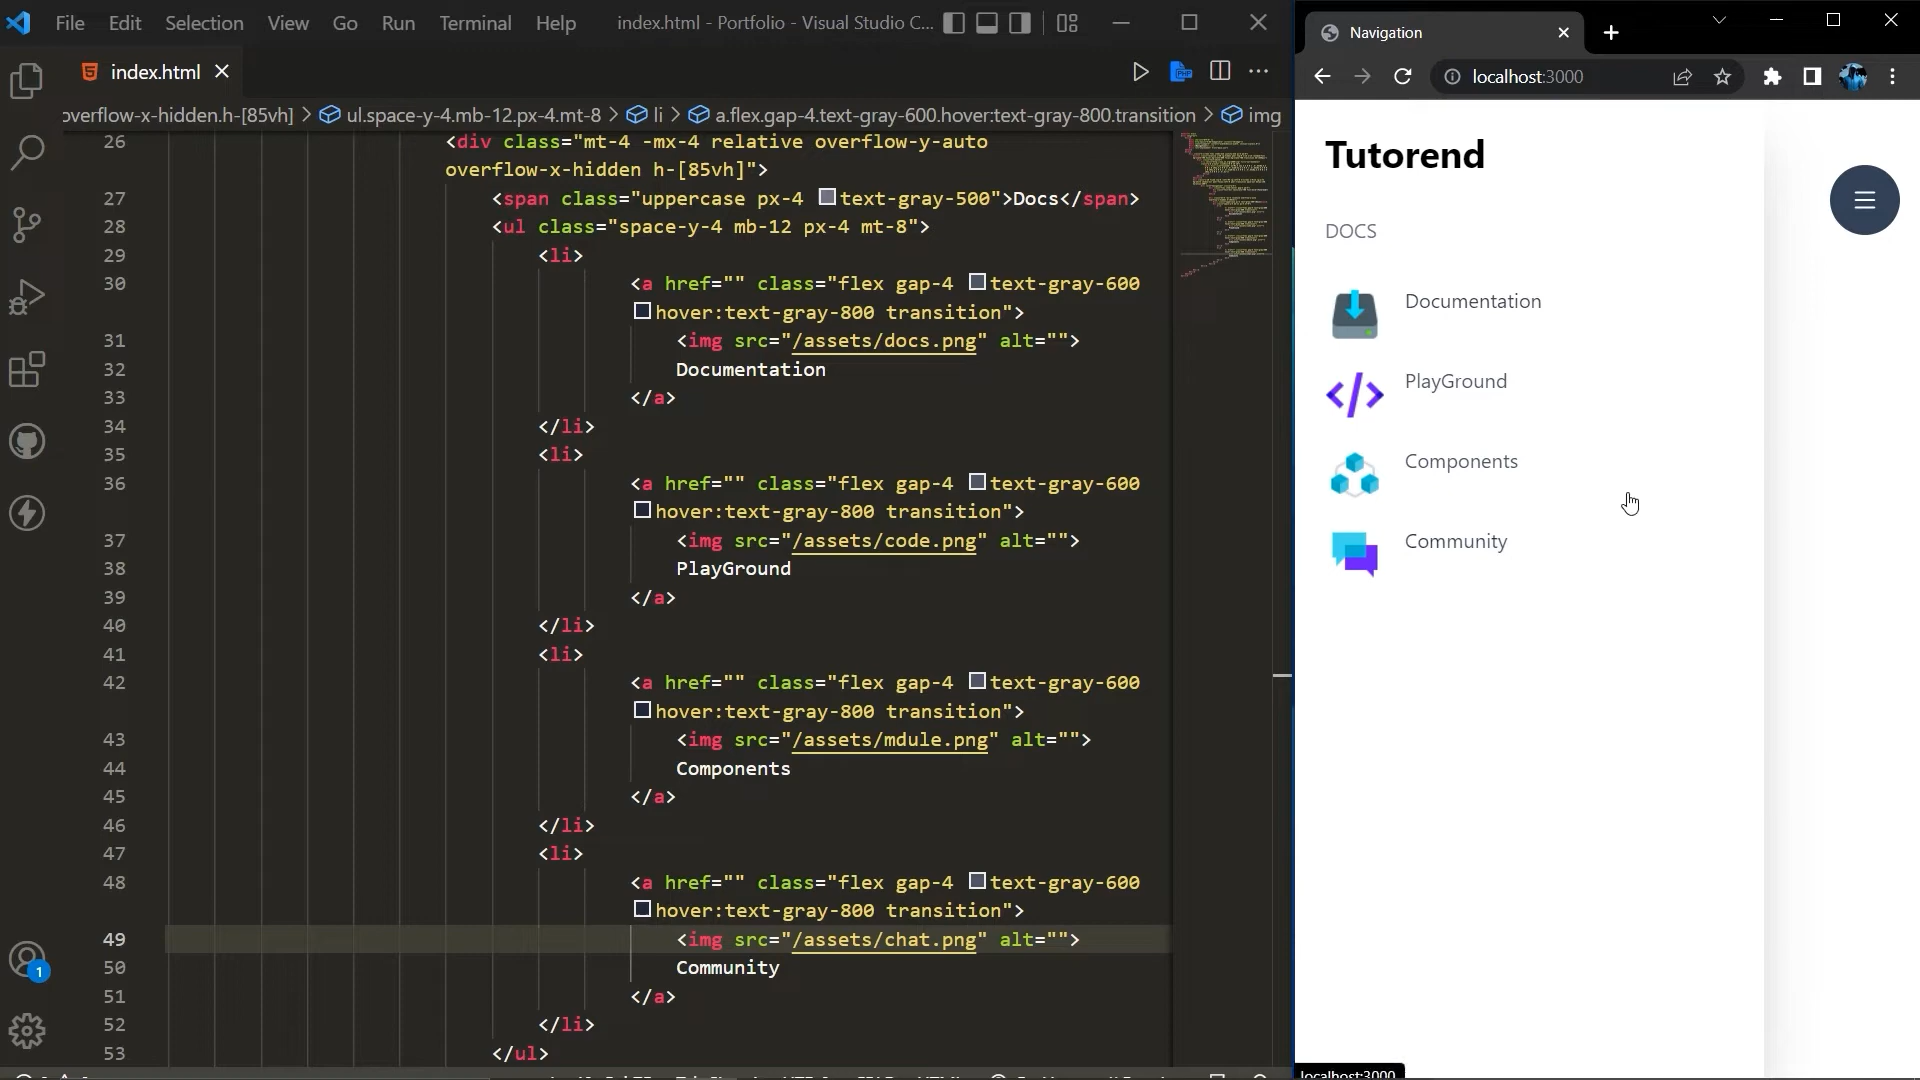 File Edit Selection View Go Run Terminal Help index.html - Portfolio - Visual Studio C...
index.html
overflow-x-hidden.h-[85vh] > ul.space-y-4.mb-12.px-4.mt-8 > li > a.flex.gap-4.text-gray-600.hover:text-gray-800.transition > img
26 <div class="mt-4 -mx-4 relative overflow-y-auto
overflow-x-hidden h-[85vh]">
27 <span class="uppercase px-4 text-gray-500">Docs</span>
28 <ul class="space-y-4 mb-12 px-4 mt-8">
29 <li>
30 <a href="" class="flex gap-4 text-gray-600
hover:text-gray-800 transition">
31 <img src="/assets/docs.png" alt="">
32 Documentation
33 </a>
34 </li>
35 <li>
36 <a href="" class="flex gap-4 text-gray-600
hover:text-gray-800 transition">
37 <img src="/assets/code.png" alt="">
38 PlayGround
39 </a>
40 </li>
41 <li>
42 <a href="" class="flex gap-4 text-gray-600
hover:text-gray-800 transition">
43 <img src="/assets/mdule.png" alt="">
44 Components
45 </a>
46 </li>
47 <li>
48 <a href="" class="flex gap-4 text-gray-600
hover:text-gray-800 transition">
49 <img src="/assets/chat.png" alt="">
50 Community
51 </a>
52 </li>
53 </ul>
1
Navigation
localhost:3000
Tutorend
DOCS
Documentation
PlayGround
Components
Community
localhost:3000